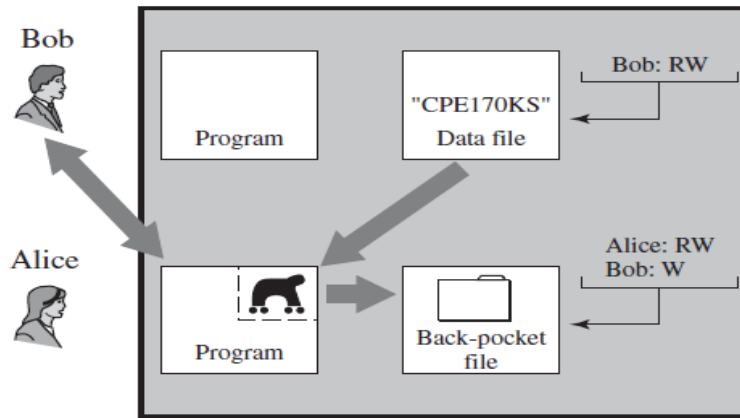 Bob
Program
"CPE170KS"
Data file
Bob: RW
Alice
Program
Back-pocket
file
Alice: RW
Bob: W